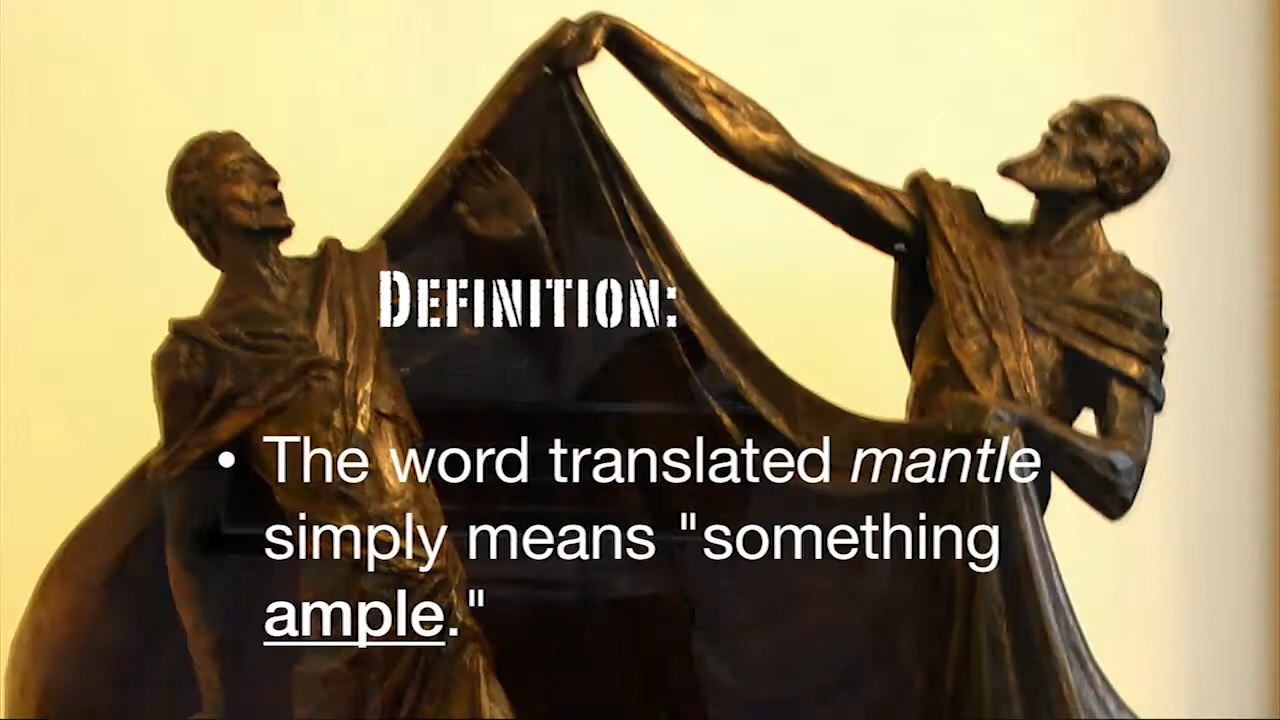 Definition:
• The word translated mantle
simply means "something
ample."